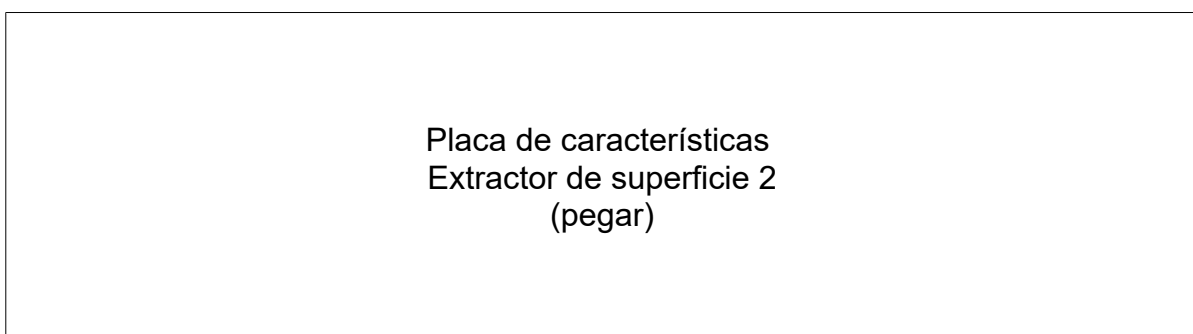 Placa de características
Extractor de superficie 2
(pegar)